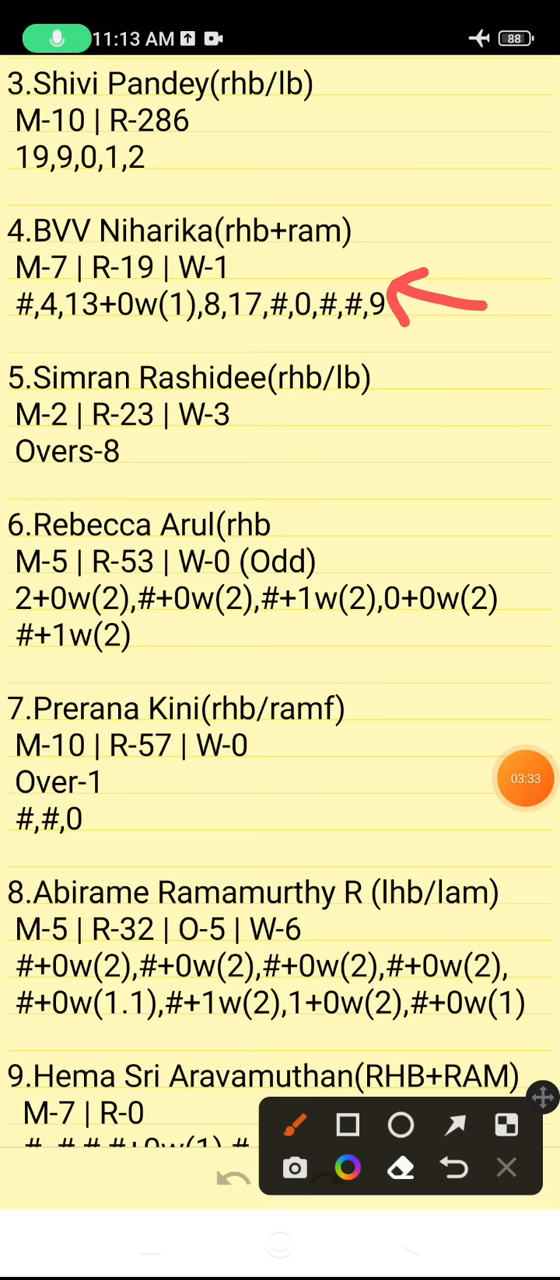 11:13 AM
88
3.Shivi Pandey(rhb/lb)
M-10 | R-286
19,9,0,1,2
4.BVV Niharika(rhb+ram)
M-7 | R-19 | W-1
#,4,13+0w(1),8,17,#,0,#,#,9
5.Simran Rashidee(rhb/lb)
M-2 | R-23 | W-3
Overs-8
6.Rebecca Arul(rhb
M-5 | R-53 | W-0 (Odd)
2+0w(2),#+0w(2),#+1w(2),0+0w(2)
#+1w(2)
7.Prerana Kini(rhb/ramf)
M-10 | R-57 | W-0
Over-1
#,#,0
03:33
8.Abirame Ramamurthy R (lhb/lam)
M-5 | R-32 | O-5 | W-6
#+0w(2),#+0w(2),#+0w(2),#+0w(2),
#+0w(1.1),#+1w(2),1+0w(2),#+0w(1)
9.Hema Sri Aravamuthan(RHB+RAM)
M-7 | R-0